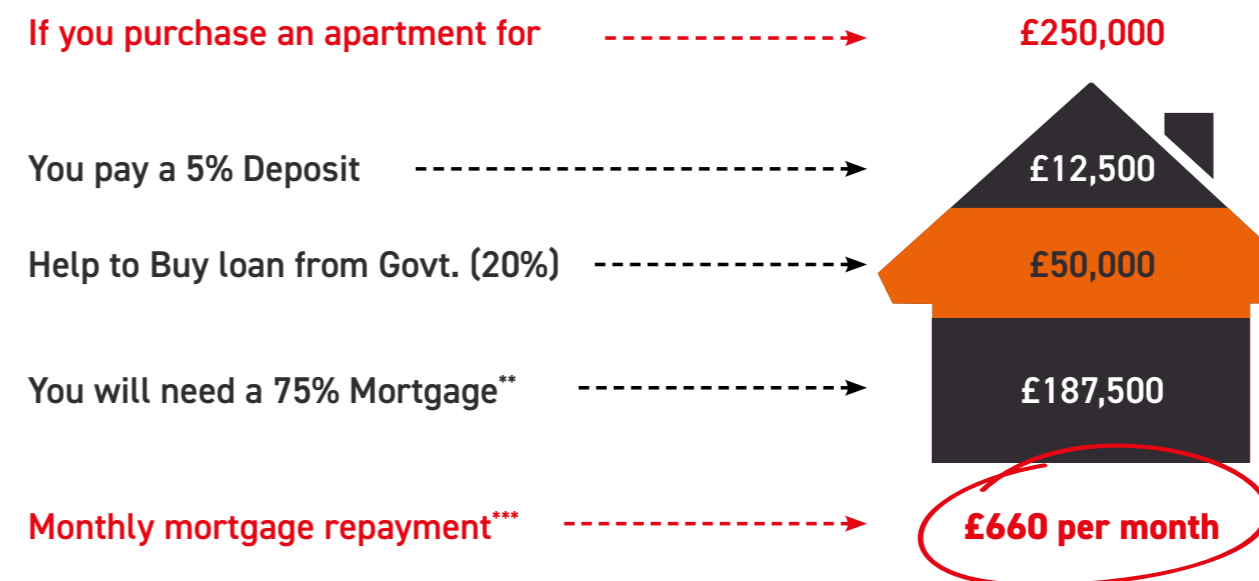 If you purchase an apartment for £250,000
You pay a 5% Deposit £12,500
Help to Buy loan from Govt. (20%) £50,000
You will need a 75% Mortgage** £187,500
Monthly mortgage repayment*** £660 per month